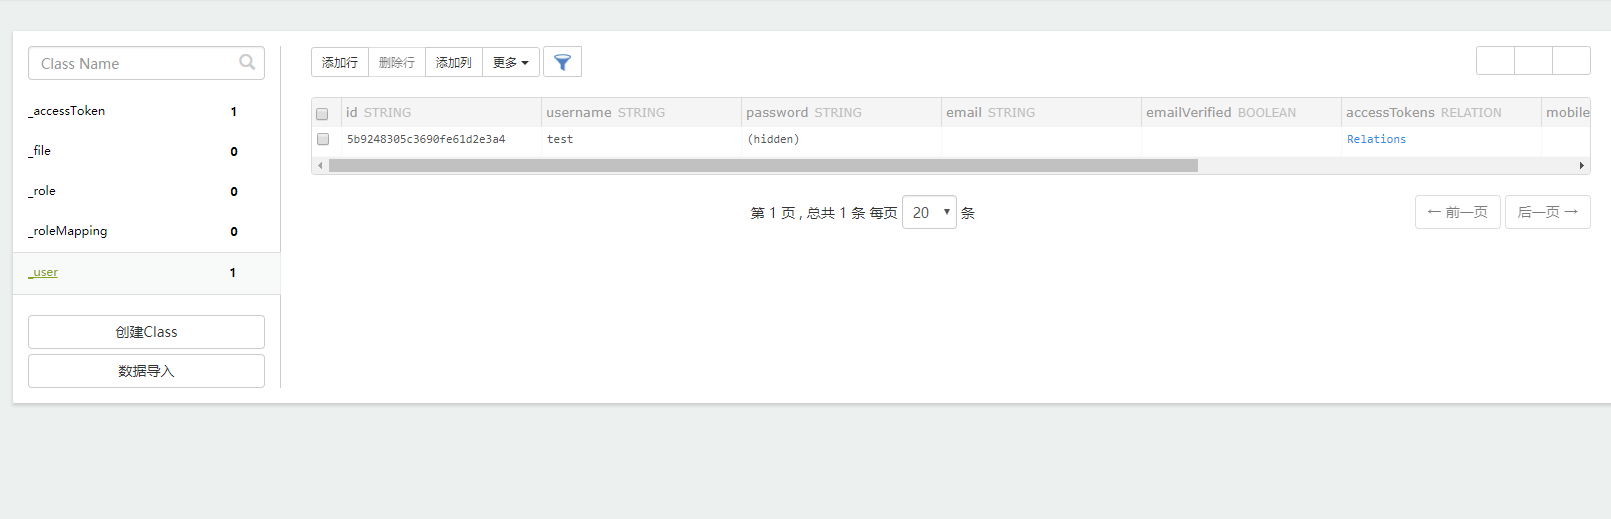 Class Name
_accessToken 1
_file 0
_role 0
_roleMapping 0
_user 1
创建Class
数据导入
添加行 删除行 添加列 更多
id STRING username STRING password STRING email STRING emailVerified BOOLEAN accessTokens RELATION mobile
5b9248305c3690fe61d2e3a4 test (hidden) Relations
第 1 页 , 总共 1 条 每页 20 条 ← 前一页 后一页 →